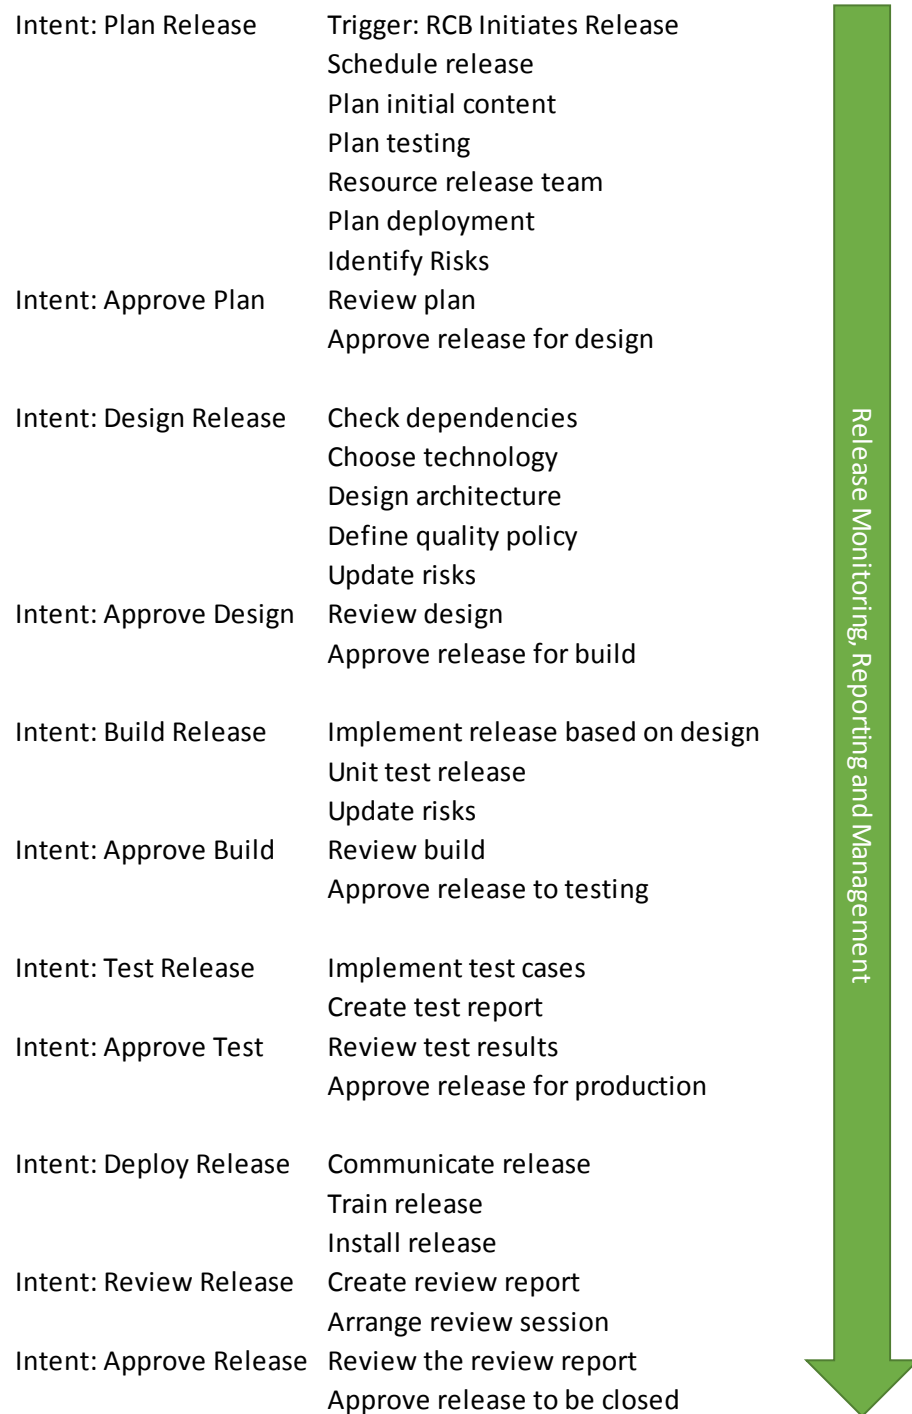 Intent: Plan Release Trigger: RCB Initiates Release
Schedule release
Plan initial content
Plan testing
Resource release team
Plan deployment
Identify Risks
Intent: Approve Plan Review plan
Approve release for design
Intent: Design Release Check dependencies
Choose technology
Design architecture
Define quality policy
Update risks
Intent: Approve Design Review design
Approve release for build
Intent: Build Release Implement release based on design
Unit test release
Update risks
Intent: Approve Build Review build
Approve release to testing
Intent: Test Release Implement test cases
Create test report
Intent: Approve Test Review test results
Approve release for production
Intent: Deploy Release Communicate release
Train release
Install release
Intent: Review Release Create review report
Arrange review session
Intent: Approve Release Review the review report
Approve release to be closed
Release Monitoring, Reporting and Management